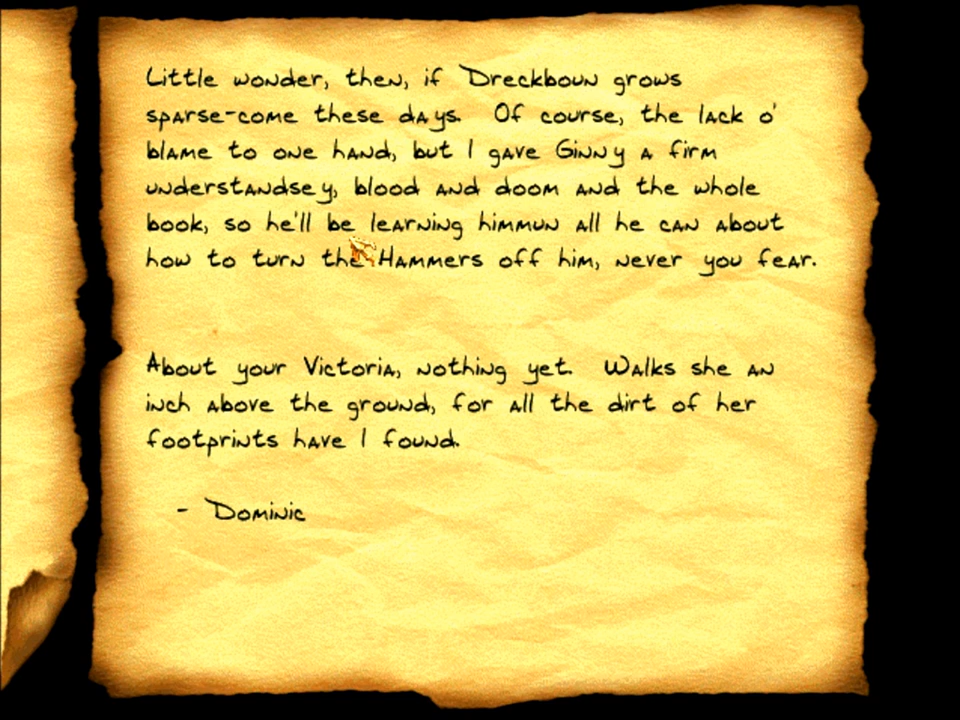 Little wonder, then, if Dreckboun grows
sparse-come these days. Of course, the lack o'
blame to one hand, but I gave Ginny a firm
understandsey, blood and doom and the whole
book, so he'll be learning himmun all he can about
how to turn the Hammers off him, never you fear.
About your Victoria, nothing yet. Walks she an
inch above the ground, for all the dirt of her
footprints have I found.
- Dominic